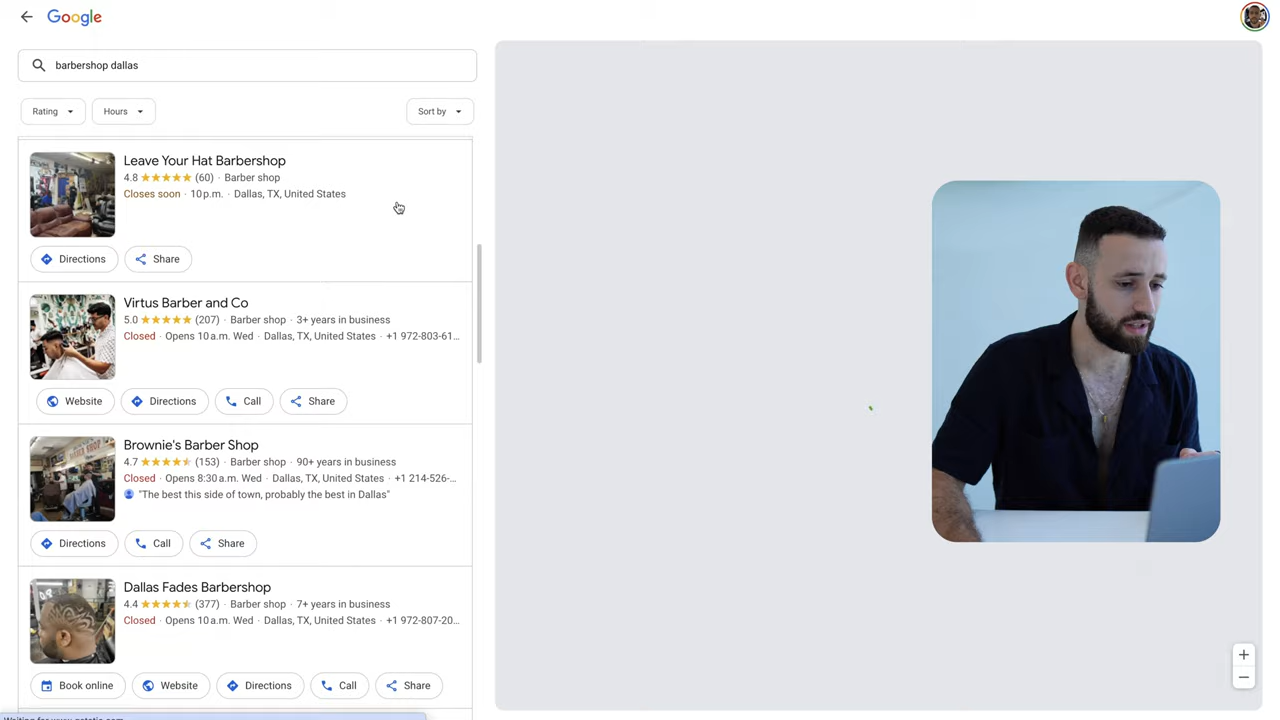 Google
barbershop dallas
Rating
Hours
Sort by
Leave Your Hat Barbershop
4.8 (60) · Barber shop
Closes soon · 10 p.m. · Dallas, TX, United States
Directions
Share
Virtus Barber and Co
5.0 (207) · Barber shop · 3+ years in business
Closed · Opens 10 a.m. Wed · Dallas, TX, United States · +1 972-803-61...
Website
Directions
Call
Share
Brownie's Barber Shop
4.7 (153) · Barber shop · 90+ years in business
Closed · Opens 8:30 a.m. Wed · Dallas, TX, United States · +1 214-526-...
"The best this side of town, probably the best in Dallas"
Directions
Call
Share
Dallas Fades Barbershop
4.4 (377) · Barber shop · 7+ years in business
Closed · Opens 10 a.m. Wed · Dallas, TX, United States · +1 972-807-20...
Book online
Website
Directions
Call
Share